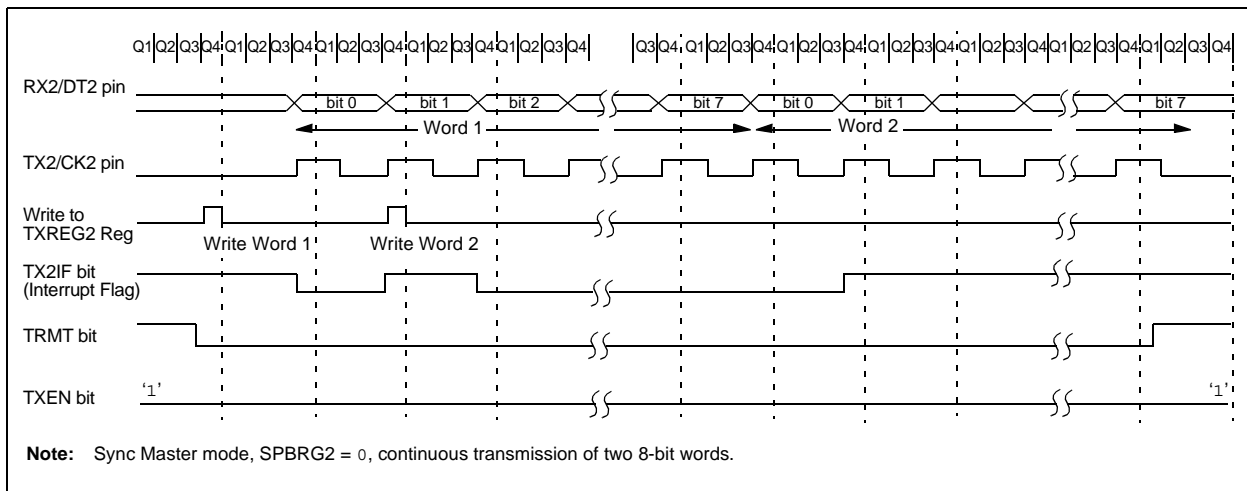 Q1 Q2 Q3 Q4 Q1 Q2 Q3 Q4 Q1 Q2 Q3 Q4 Q1 Q2 Q3 Q4 Q1 Q2 Q3 Q4 Q3 Q4 Q1 Q2 Q3 Q4 Q1 Q2 Q3 Q4 Q1 Q2 Q3 Q4 Q1 Q2 Q3 Q4 Q1 Q2 Q3 Q4 Q1 Q2 Q3 Q4
RX2/DT2 pin
bit 0 bit 1 bit 2 bit 7 bit 0 bit 1 bit 7
Word 1 Word 2
TX2/CK2 pin
Write to
TXREG2 Reg
Write Word 1 Write Word 2
TX2IF bit
(Interrupt Flag)
TRMT bit
‘1’ ‘1’
TXEN bit
Note: Sync Master mode, SPBRG2 = 0, continuous transmission of two 8-bit words.